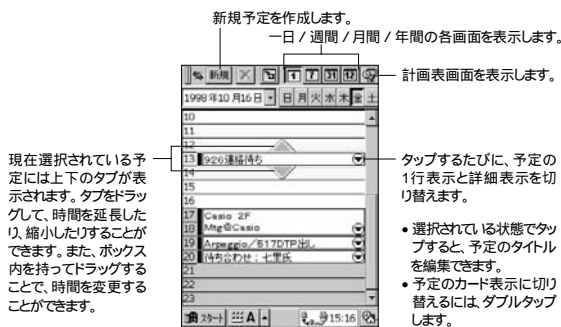 新規予定を作成します。
一日 / 週間 / 月間 / 年間の各画面を表示します。
新規
1 7 31 12
計画表画面を表示します。
1998年10月16日
日 月 火 水 木 金 土
10
11
12
13 926連絡待ち
14
15
16
17 Casio 2F
18 Mtg@Casio
19 Arpeggio/517DTP出し
20 待ち合わせ：七里氏
21
22
23
スタート
A
15:16
現在選択されている予
定には上下のタブが表
示されます。タブをドラッ
グして、時間を延長した
り、縮小したりすることが
できます。また、ボックス
内を持ってドラッグする
ことで、時間を変更する
ことができます。
タップするたびに、予定の
1行表示と詳細表示を切
り替えます。
● 選択されている状態でタッ
プすると、予定のタイトル
を編集できます。
● 予定のカード表示に切り
替えるには、ダブルタップ
します。